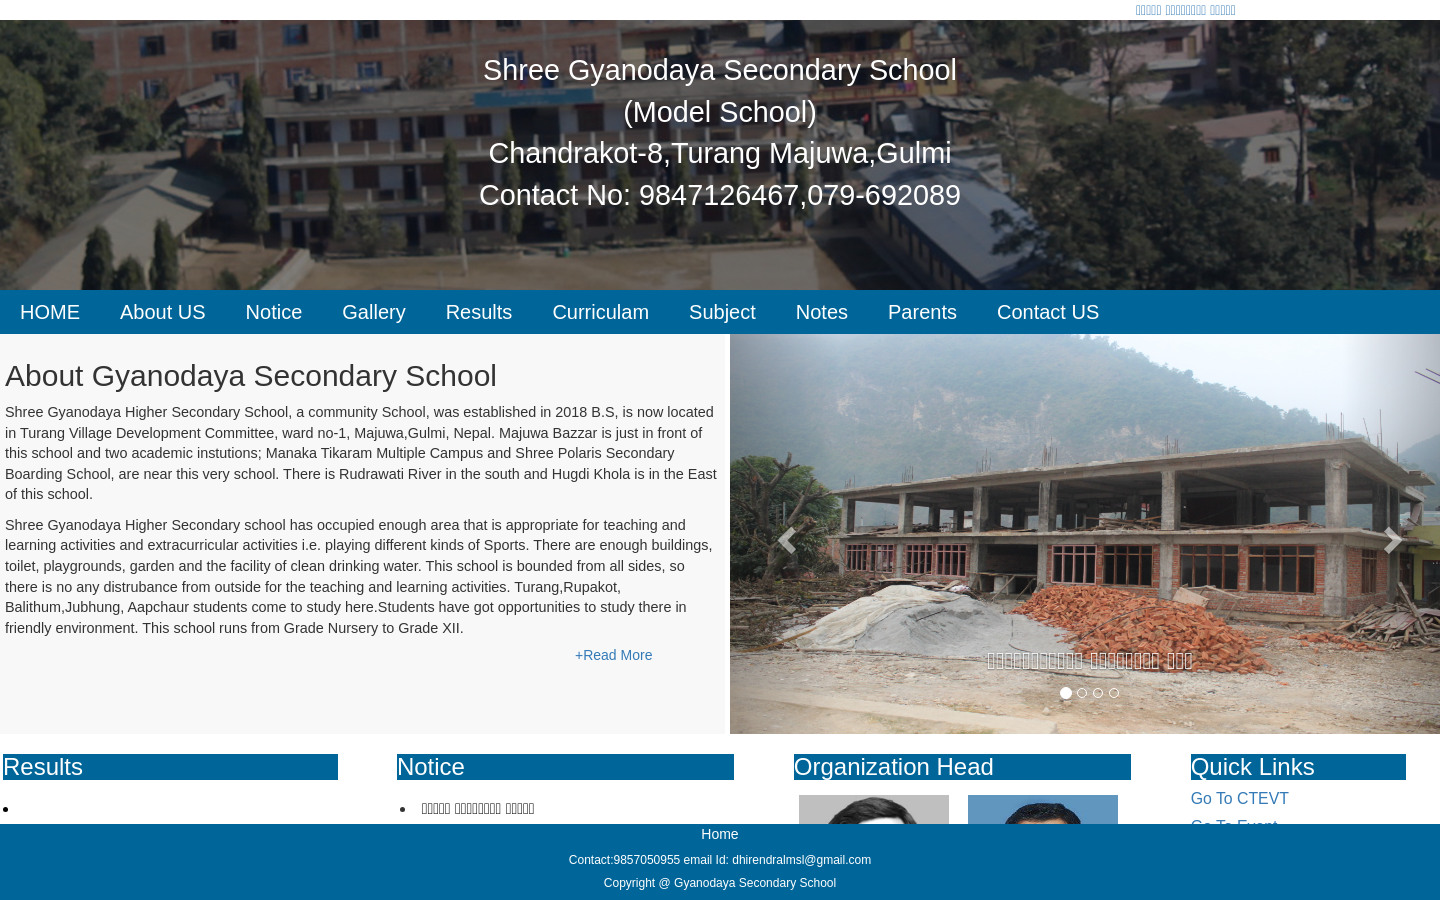 Shree Gyanodaya Secondary School
(Model School)
Chandrakot-8,Turang Majuwa,Gulmi
Contact No: 9847126467,079-692089
HOME About US Notice Gallery Results Curriculam Subject Notes Parents Contact US
About Gyanodaya Secondary School
Shree Gyanodaya Higher Secondary School, a community School, was established in 2018 B.S, is now located
in Turang Village Development Committee, ward no-1, Majuwa,Gulmi, Nepal. Majuwa Bazzar is just in front of
this school and two academic instutions; Manaka Tikaram Multiple Campus and Shree Polaris Secondary
Boarding School, are near this very school. There is Rudrawati River in the south and Hugdi Khola is in the East
of this school.
Shree Gyanodaya Higher Secondary school has occupied enough area that is appropriate for teaching and
learning activities and extracurricular activities i.e. playing different kinds of Sports. There are enough buildings,
toilet, playgrounds, garden and the facility of clean drinking water. This school is bounded from all sides, so
there is no any distrubance from outside for the teaching and learning activities. Turang,Rupakot,
Balithum,Jubhung, Aapchaur students come to study here.Students have got opportunities to study there in
friendly environment. This school runs from Grade Nursery to Grade XII.
+Read More
Results
Notice
Organization Head
Quick Links
Go To CTEVT
Go To Event
Home
Contact:9857050955 email Id: dhirendralmsl@gmail.com
Copyright @ Gyanodaya Secondary School